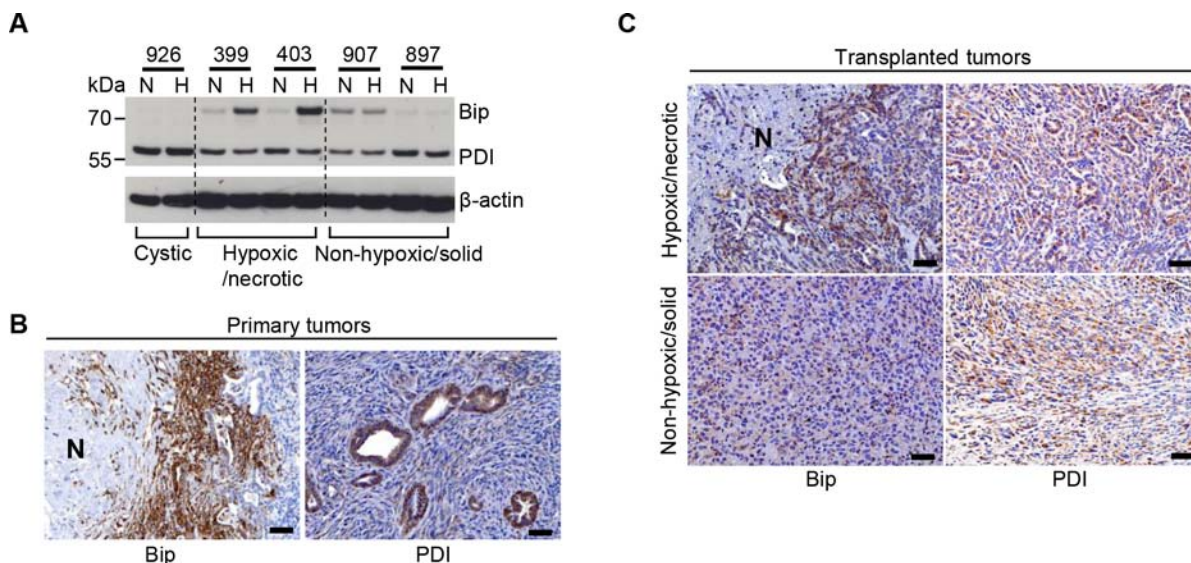 A
926 399 403 907 897
kDa N H N H N H N H N H
70 Bip
55 PDI
β-actin
Cystic Hypoxic Non-hypoxic/solid
/necrotic
B
Primary tumors
N
Bip PDI
C
Transplanted tumors
Hypoxic/necrotic
N
Non-hypoxic/solid
Bip PDI